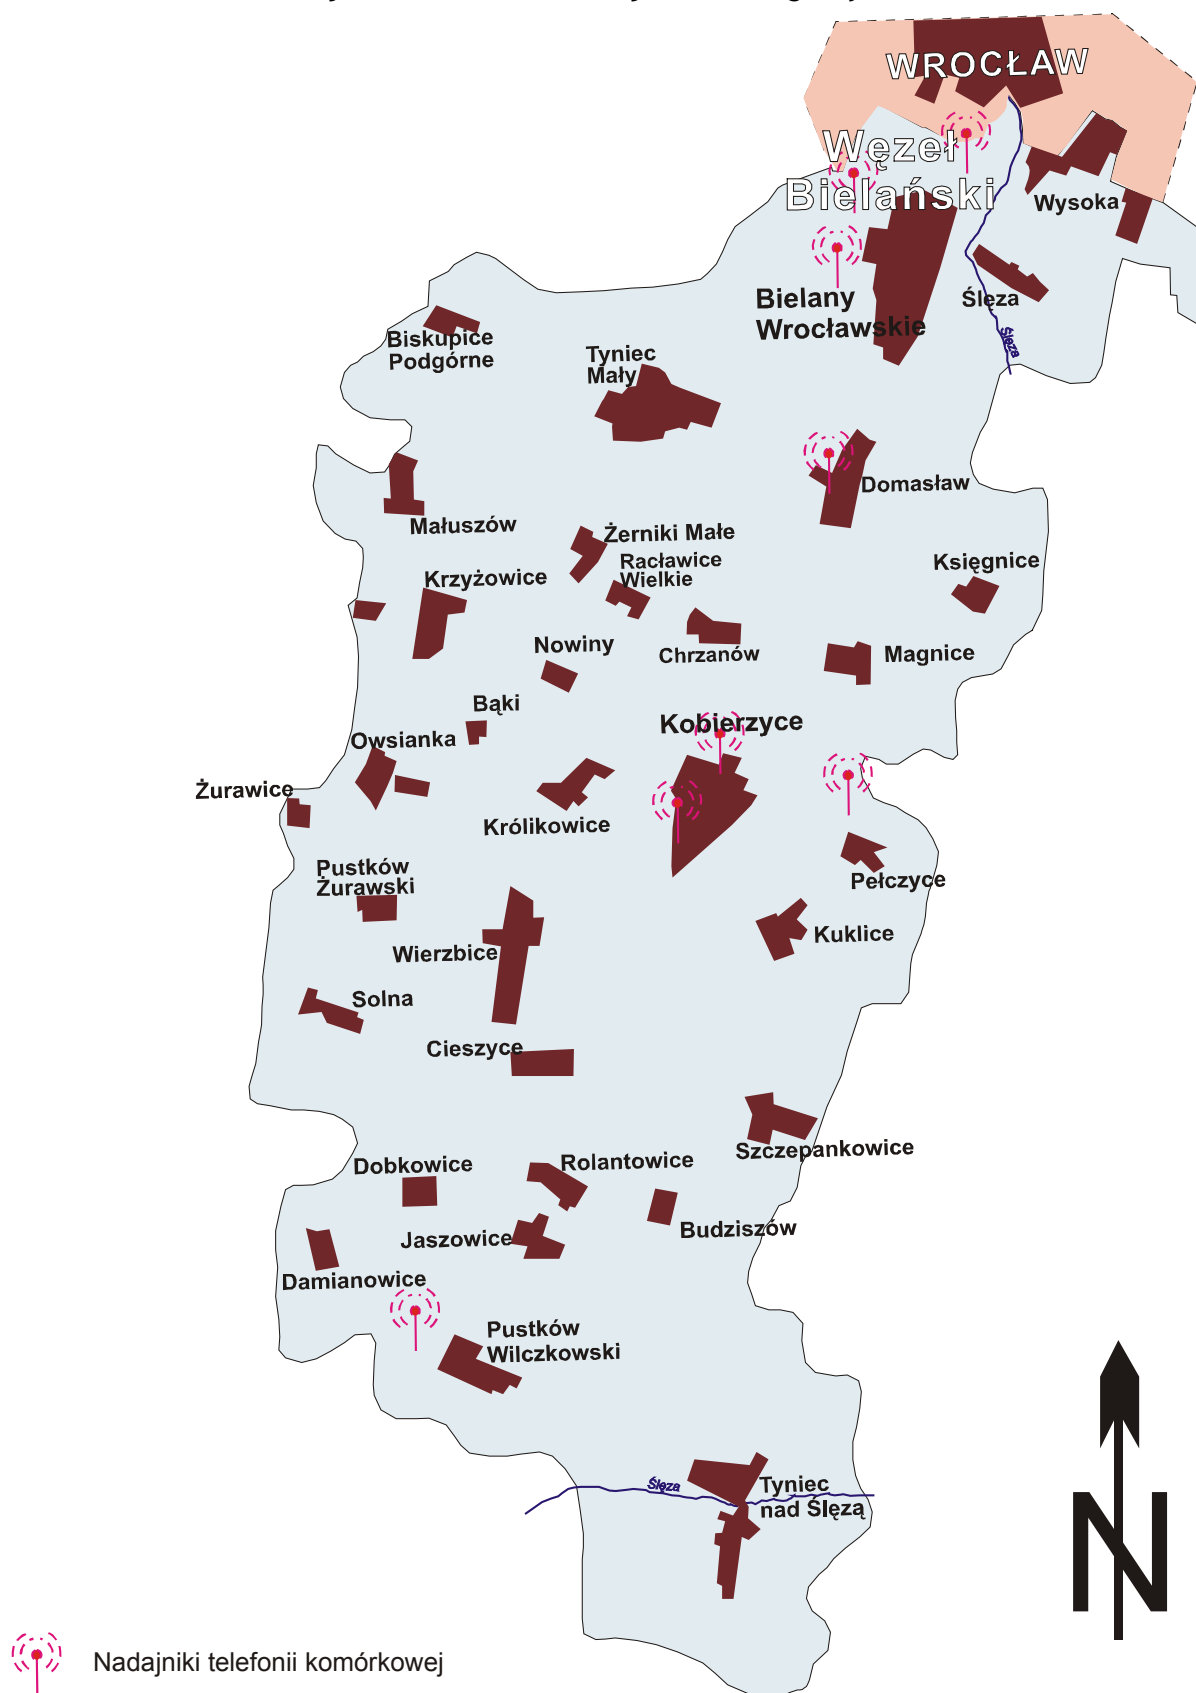 WROCŁAW
Węzeł
Bielański
Wysoka
Bielany
Wrocławskie
Ślęza
Ślęza
Biskupice
Podgórne
Tyniec
Mały
Domasław
Małuszów
Żerniki Małe
Racławice
Wielkie
Księgnice
Krzyżowice
Nowiny
Chrzanów
Magnice
Bąki
Kobierzyce
Owsianka
Żurawice
Królikowice
Pustków
Żurawski
Pełczyce
Kuklice
Wierzbice
Solna
Cieszyce
Szczepankowice
Dobkowice
Rolantowice
Budziszów
Jaszowice
Damianowice
Pustków
Wilczkowski
Ślęza
Tyniec
nad Ślęzą
N
Nadajniki telefonii komórkowej